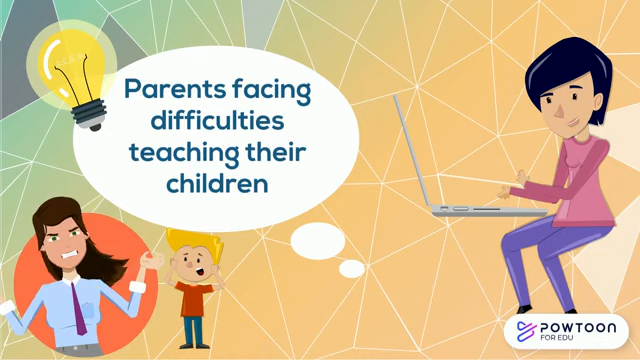 Parents facing
difficulties
teaching their
children
POWTOON
FOR EDU